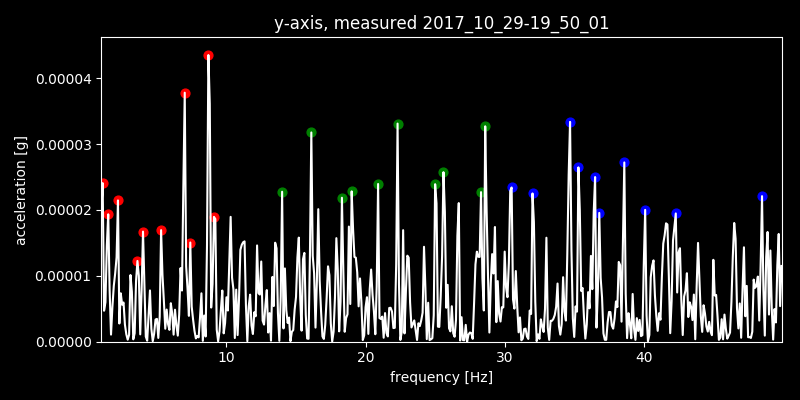 y-axis, measured 2017_10_29-19_50_01
acceleration [g]
0.00004
0.00003
0.00002
0.00001
0.00000
10 20 30 40
frequency [Hz]